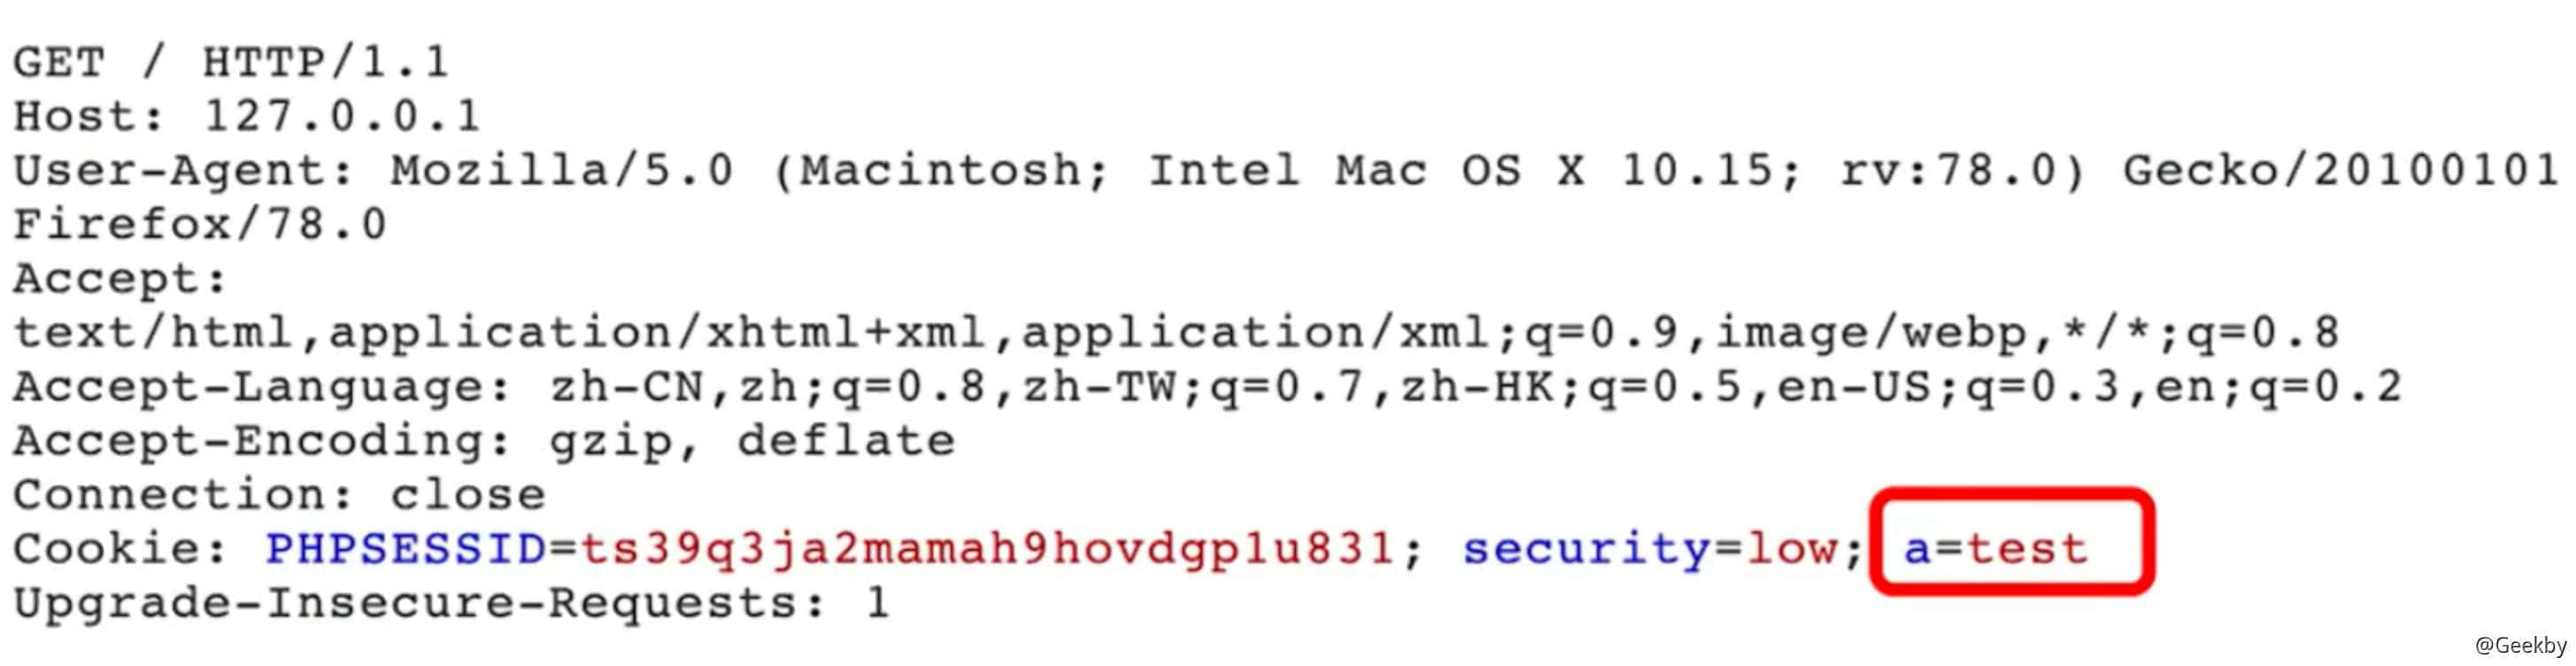 GET / HTTP/1.1
Host: 127.0.0.1
User-Agent: Mozilla/5.0 (Macintosh; Intel Mac OS X 10.15; rv:78.0) Gecko/20100101
Firefox/78.0
Accept:
text/html,application/xhtml+xml,application/xml;q=0.9,image/webp,*/*;q=0.8
Accept-Language: zh-CN,zh;q=0.8,zh-TW;q=0.7,zh-HK;q=0.5,en-US;q=0.3,en;q=0.2
Accept-Encoding: gzip, deflate
Connection: close
Cookie: PHPSESSID=ts39q3ja2mamah9hovdgp1u831; security=low; a=test
Upgrade-Insecure-Requests: 1
@Geekby